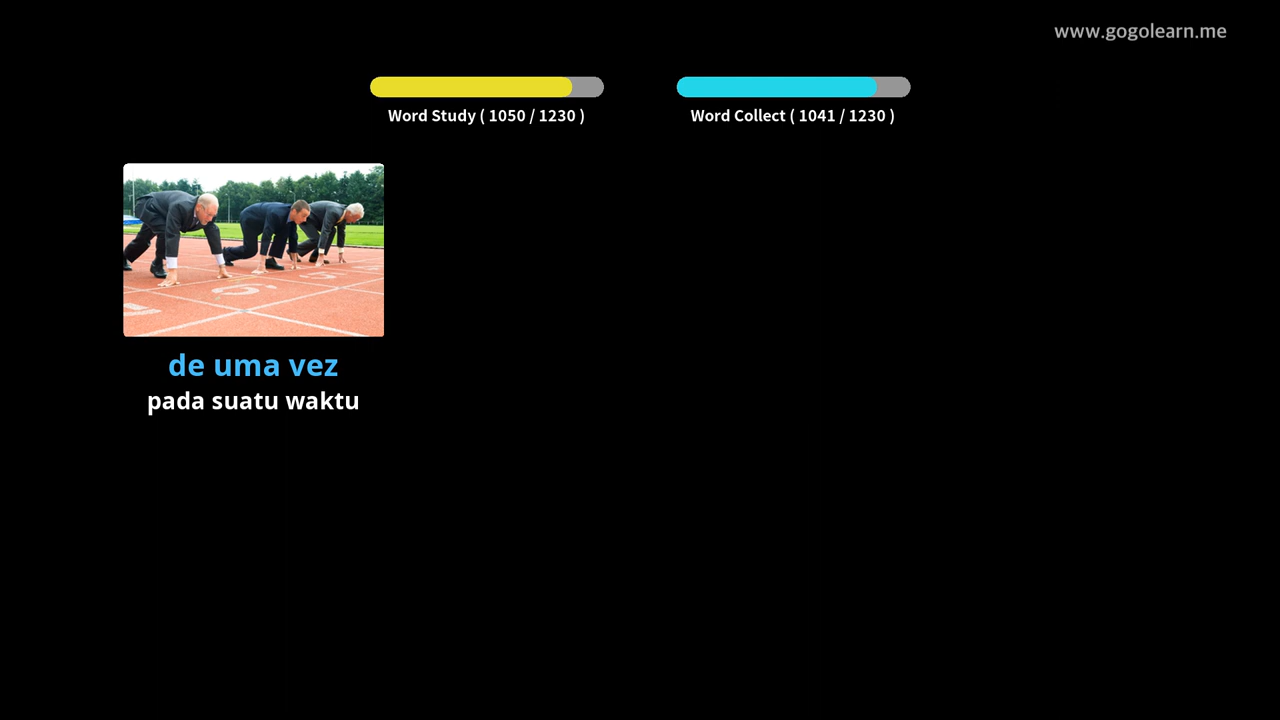 www.gogolearn.me
Word Study ( 1050 / 1230 )
Word Collect ( 1041 / 1230 )
de uma vez
pada suatu waktu